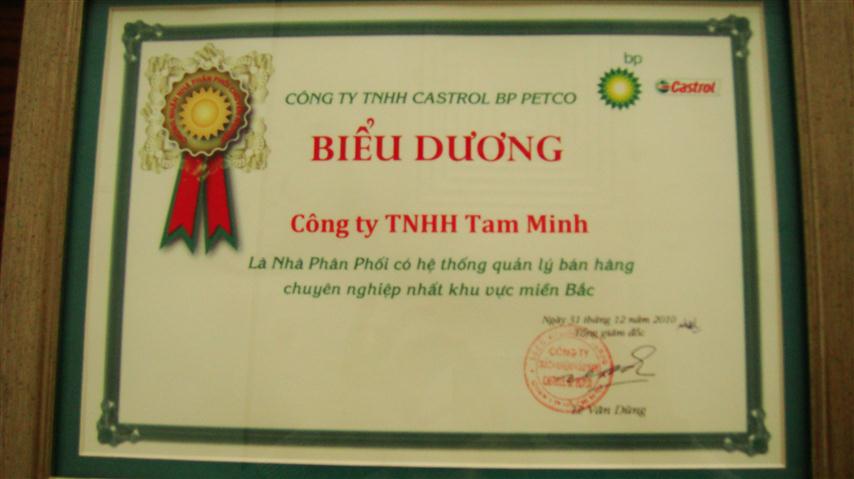 bp
Castrol
CÔNG TY TNHH CASTROL BP PETCO
BIỂU DƯƠNG
Công ty TNHH Tam Minh
Là Nhà Phân Phối có hệ thống quản lý bán hàng
chuyên nghiệp nhất khu vực miền Bắc
Ngày 31 tháng 12 năm 2010
Tổng giám đốc
CÔNG TY
Lê Văn Dũng